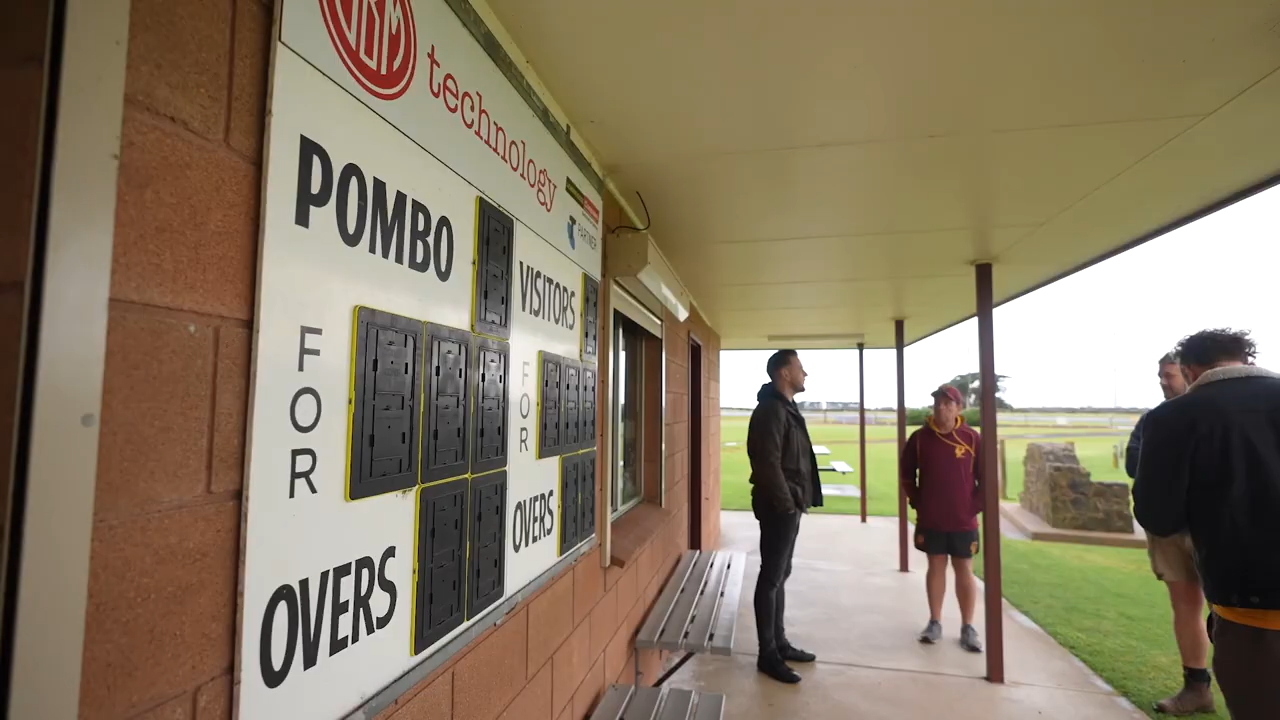 technology
PARTNER
POMBO
VISITORS
FOR
FOR
OVERS
OVERS